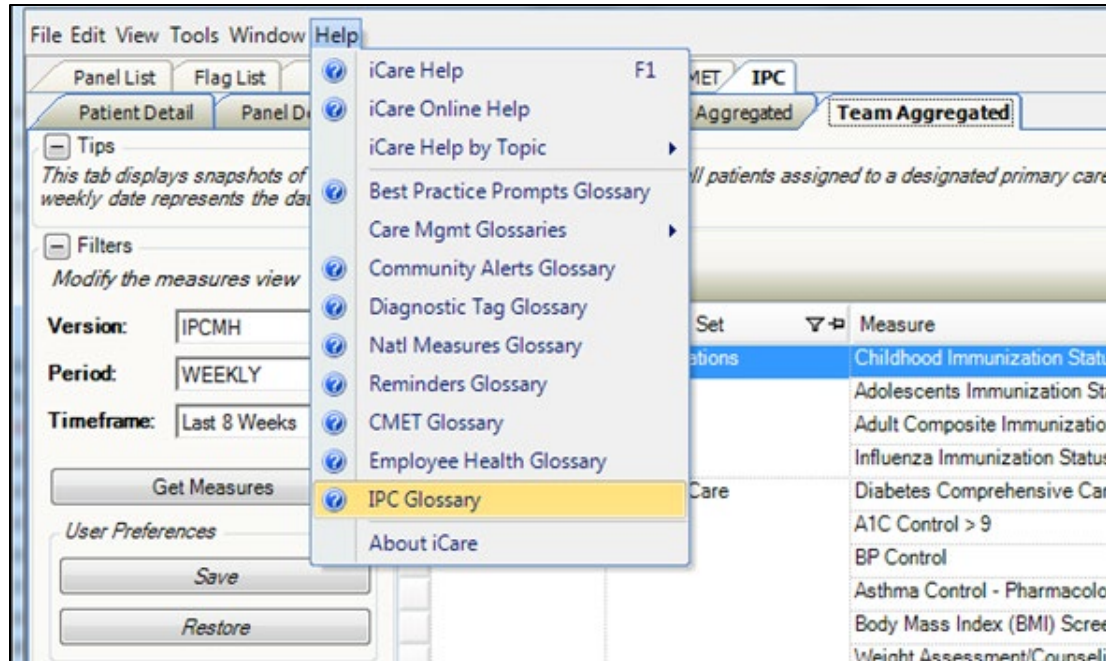 File Edit View Tools Window Help
Panel List Flag List MET IPC
Patient Detail Panel D Aggregated Team Aggregated
Tips
This tab displays snapshots of ll patients assigned to a designated primary care
weekly date represents the da
Filters
Modify the measures view
Version: IPCMH
Period: WEEKLY
Timeframe: Last 8 Weeks
Get Measures
User Preferences
Save
Restore
iCare Help F1
iCare Online Help
iCare Help by Topic
Best Practice Prompts Glossary
Care Mgmt Glossaries
Community Alerts Glossary
Diagnostic Tag Glossary
Natl Measures Glossary
Reminders Glossary
CMET Glossary
Employee Health Glossary
IPC Glossary
About iCare
Set Measure
ations Childhood Immunization Statu
Adolescents Immunization St
Adult Composite Immunizatio
Influenza Immunization Status
Care Diabetes Comprehensive Car
A1C Control > 9
BP Control
Asthma Control - Pharmacolo
Body Mass Index (BMI) Scree
Weight Assessment/Counseli